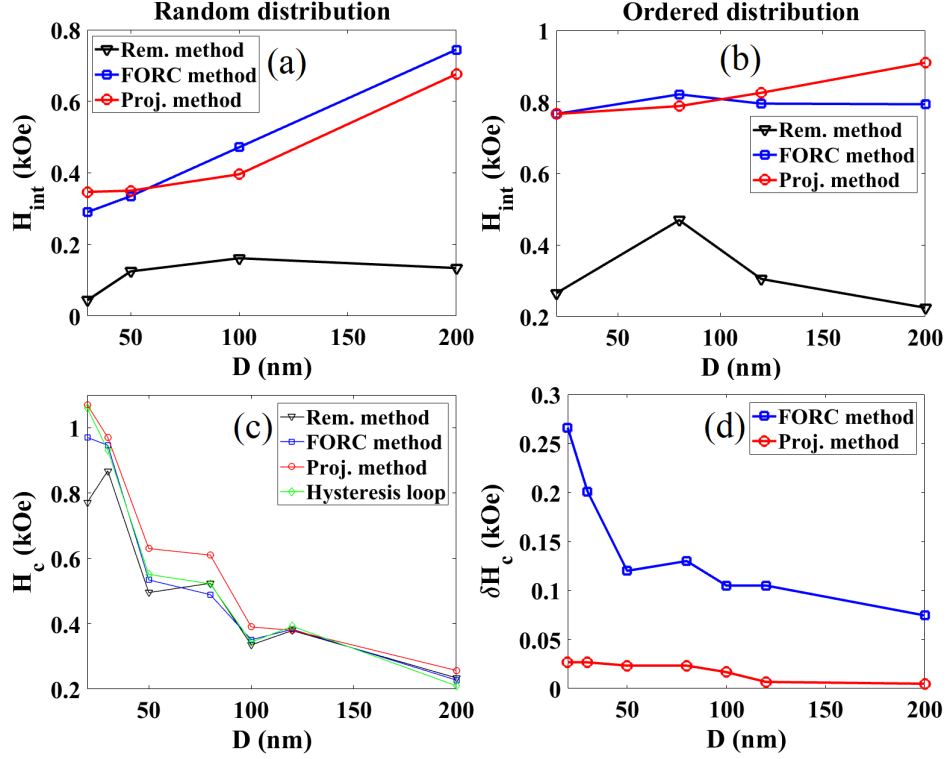 Random distribution
Ordered distribution
0.8
0.6
0.4
0.2
0
H_int (kOe)
Rem. method
FORC method
Proj. method
(a)
50
100
150
200
D (nm)
1
0.8
0.6
0.4
0.2
H_int (kOe)
(b)
Rem. method
FORC method
Proj. method
50
100
150
200
D (nm)
1
0.8
0.6
0.4
0.2
H_c (kOe)
(c)
Rem. method
FORC method
Proj. method
Hysteresis loop
50
100
150
200
D (nm)
0.3
0.25
0.2
0.15
0.1
0.05
0
δH_c (kOe)
(d)
FORC method
Proj. method
50
100
150
200
D (nm)